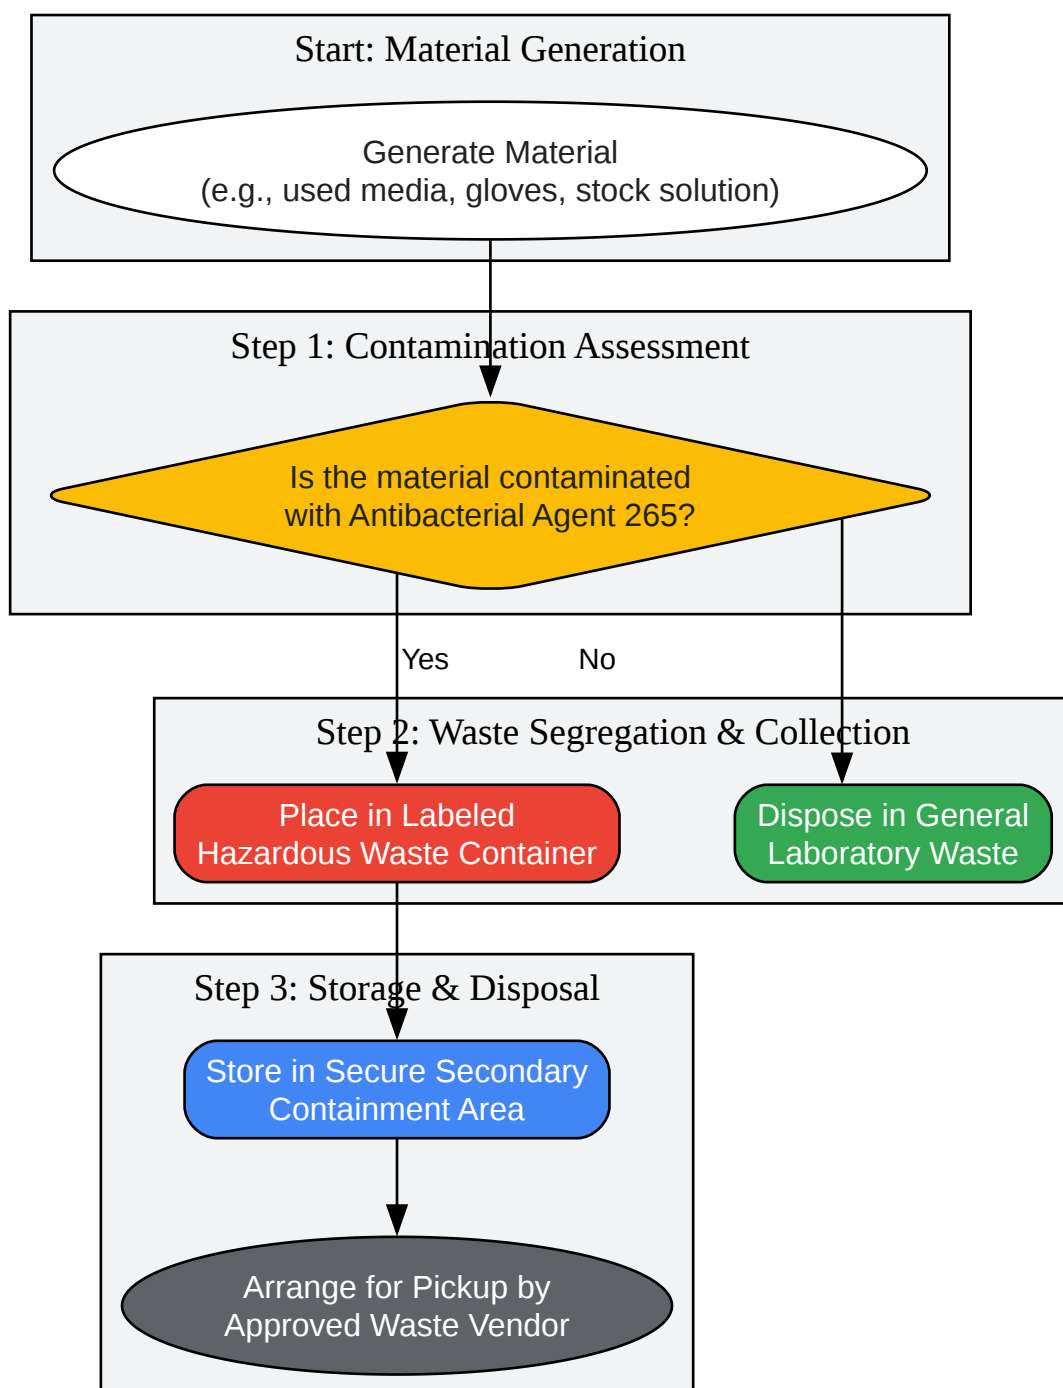 Start: Material Generation
Generate Material
(e.g., used media, gloves, stock solution)
Step 1: Contamination Assessment
Is the material contaminated
with Antibacterial Agent 265?
Yes
No
Step 2: Waste Segregation & Collection
Place in Labeled
Hazardous Waste Container
Dispose in General
Laboratory Waste
Step 3: Storage & Disposal
Store in Secure Secondary
Containment Area
Arrange for Pickup by
Approved Waste Vendor